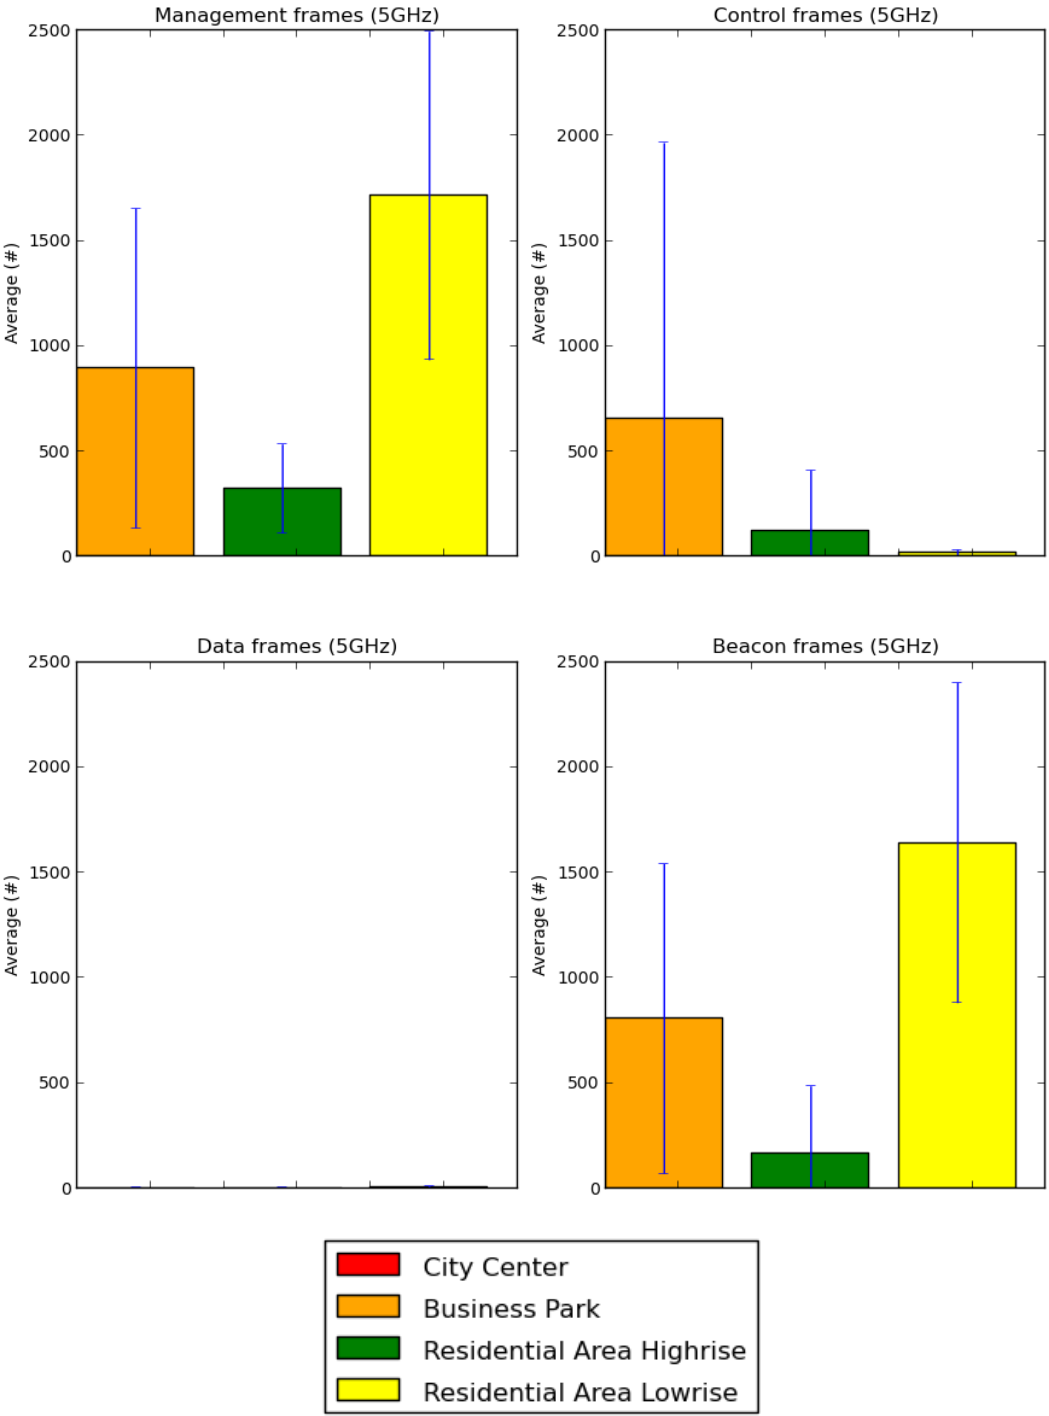 Management frames (5GHz)
2500
2000
1500
1000
500
0
Average (#)
Control frames (5GHz)
2500
2000
1500
1000
500
0
Average (#)
Data frames (5GHz)
2500
2000
1500
1000
500
0
Average (#)
Beacon frames (5GHz)
2500
2000
1500
1000
500
0
Average (#)
City Center
Business Park
Residential Area Highrise
Residential Area Lowrise